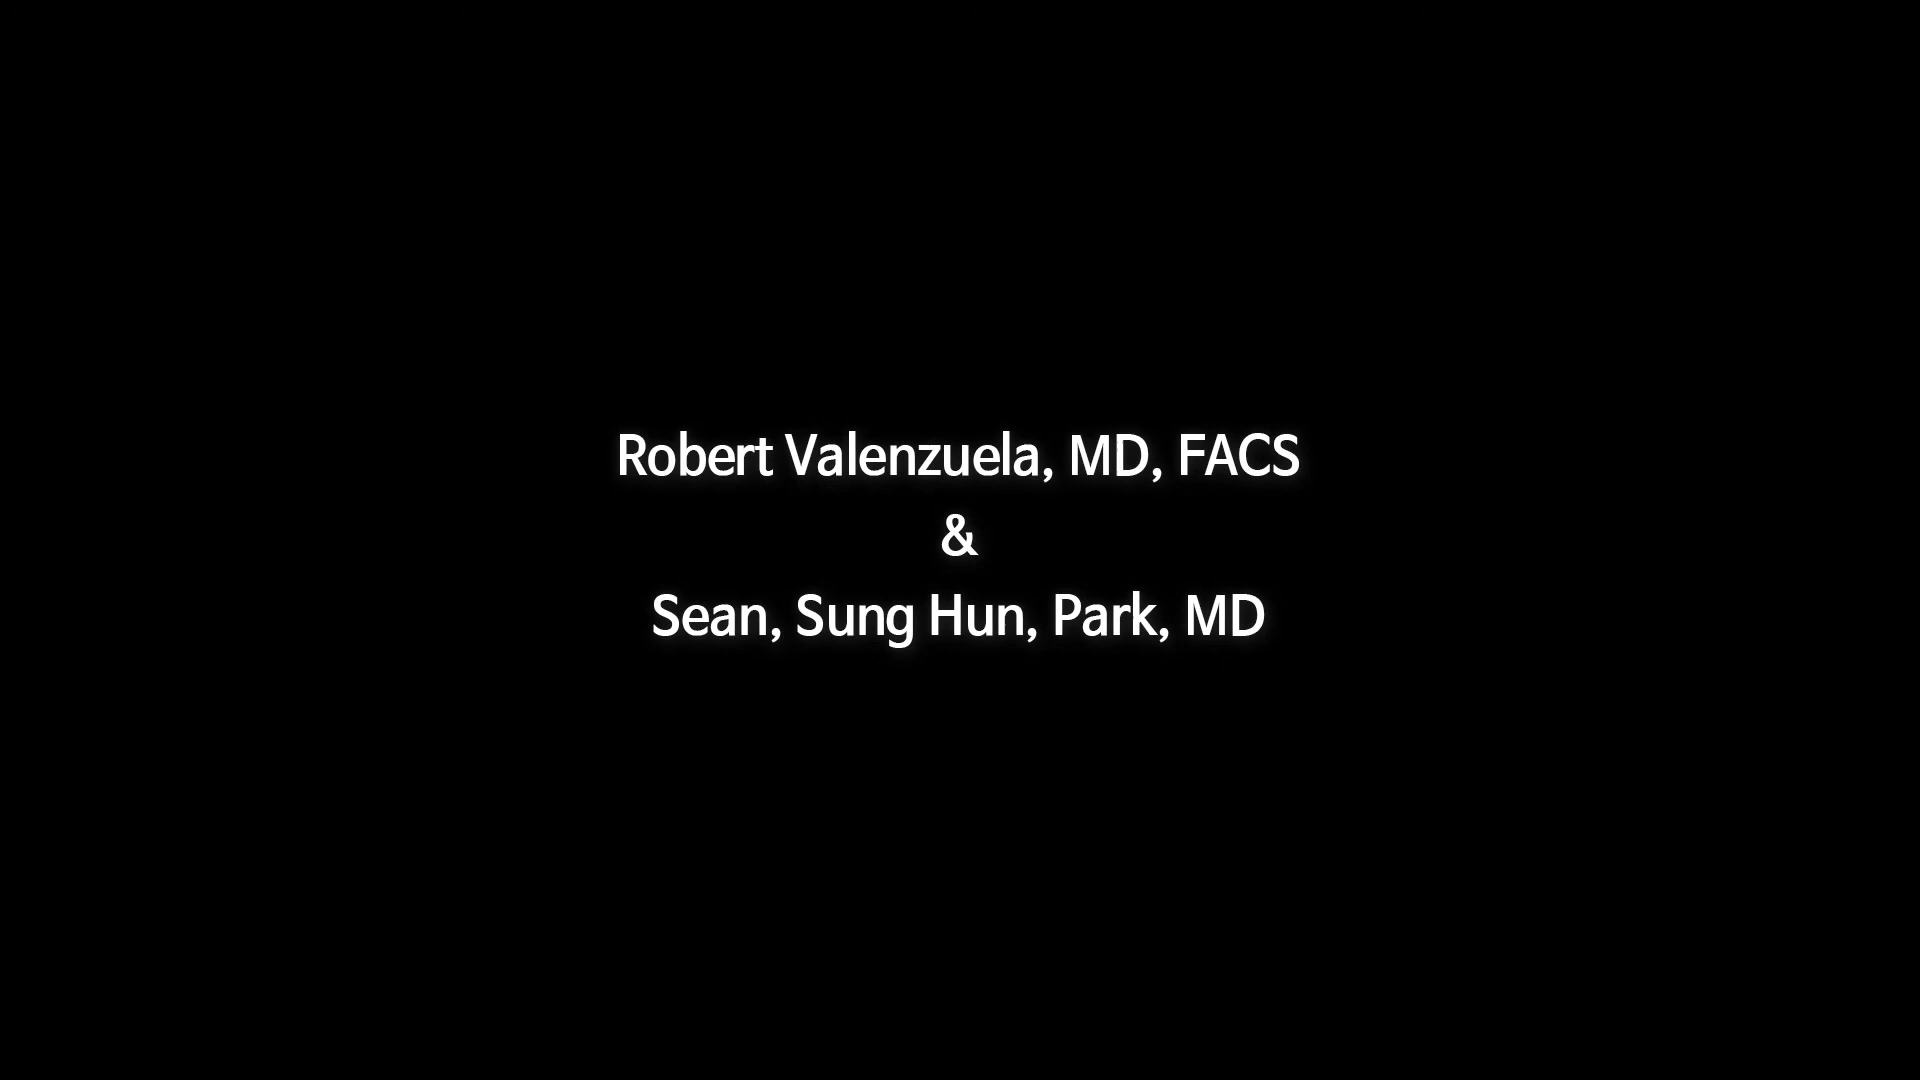 Robert Valenzuela, MD, FACS
&
Sean, Sung Hun, Park, MD